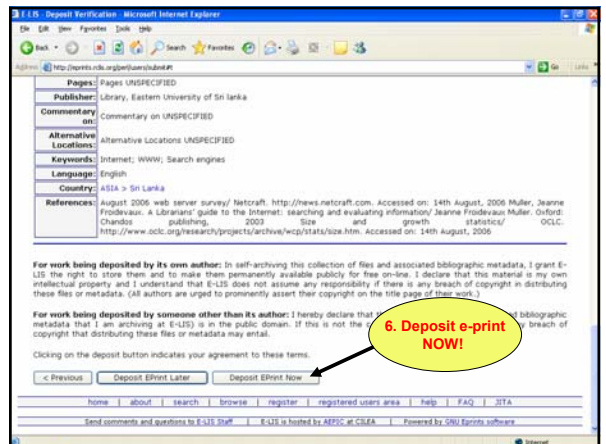 E-LIS - Deposit Verification - Microsoft Internet Explorer
File Edit View Favorites Tools Help
Back Search Favorites
Address http://eprints.rclis.org/perl/users/submit#t Go Links
Pages: Pages UNSPECIFIED
Publisher: Library, Eastern University of Sri lanka
Commentary on: Commentary on UNSPECIFIED
Alternative Locations: Alternative Locations UNSPECIFIED
Keywords: Internet; WWW; Search engines
Language: English
Country: ASIA > Sri Lanka
References: August 2006 web server survey/ Netcraft. http://news.netcraft.com. Accessed on: 14th August, 2006 Muller, Jeanne
Froidevaux. A Librarians' guide to the Internet: searching and evaluating information/ Jeanne Froidevaux Muller. Oxford:
Chandos publishing, 2003 Size and growth statistics/ OCLC.
http://www.oclc.org/research/projects/archive/wcp/stats/size.htm. Accessed on: 14th August, 2006
For work being deposited by its own author: In self-archiving this collection of files and associated bibliographic metadata, I grant E-
LIS the right to store them and to make them permanently available publicly for free on-line. I declare that this material is my own
intellectual property and I understand that E-LIS does not assume any responsibility if there is any breach of copyright in distributing
these files or metadata. (All authors are urged to prominently assert their copyright on the title page of their work.)
For work being deposited by someone other than its author: I hereby declare that the bibliographic
metadata that I am archiving at E-LIS) is in the public domain. If this is not the breach of
copyright that distributing these files or metadata may entail.
6. Deposit e-print
NOW!
Clicking on the deposit button indicates your agreement to these terms.
< Previous Deposit EPrint Later Deposit EPrint Now
home | about | search | browse | register | registered users area | help | FAQ | JITA
Send comments and questions to E-LIS Staff | E-LIS is hosted by AEPIC at CILEA | Powered by GNU Eprints software
Internet